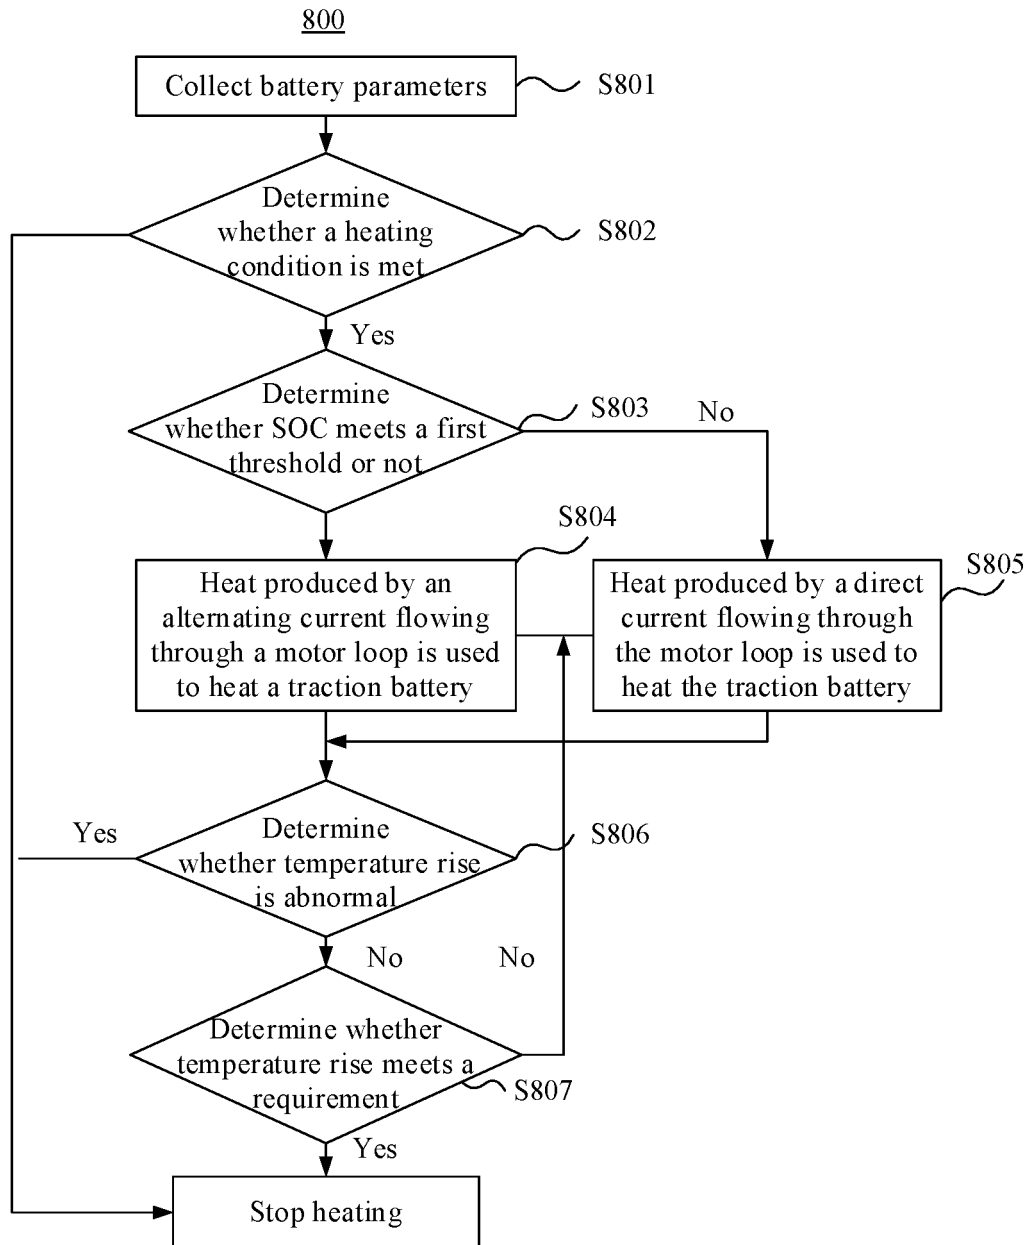 800
Collect battery parameters
S801
Determine
whether a heating
condition is met
S802
Yes
Determine
whether SOC meets a first
threshold or not
S803
No
S804
Heat produced by an
alternating current flowing
through a motor loop is used
to heat a traction battery
S805
Heat produced by a direct
current flowing through
the motor loop is used to
heat the traction battery
Yes
Determine
whether temperature rise
is abnormal
S806
No
No
Determine whether
temperature rise meets a
requirement
S807
Yes
Stop heating